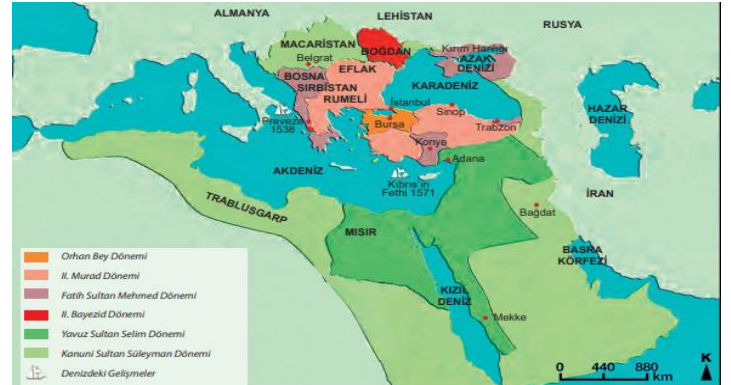 ALMANYA
LEHİSTAN
RUSYA
MACARİSTAN
Belgrat
BOĞDAN
Kırım Hanlığı
AZAK
DENİZİ
BOSNA
EFLAK
SIRBİSTAN
RUMELİ
KARADENİZ
HAZAR
DENİZİ
İstanbul
Sinop
Preveze
1538
Bursa
Trabzon
Konya
Adana
AKDENİZ
Kıbrıs'ın
Fethi 1571
İRAN
TRABLUSGARP
Bağdat
MISIR
BASRA
KÖRFEZİ
KIZIL
DENİZ
Mekke
Orhan Bey Dönemi
II. Murad Dönemi
Fatih Sultan Mehmed Dönemi
II. Bayezid Dönemi
Yavuz Sultan Selim Dönemi
Kanuni Sultan Süleyman Dönemi
Denizdeki Gelişmeler
K
0 440 880
km